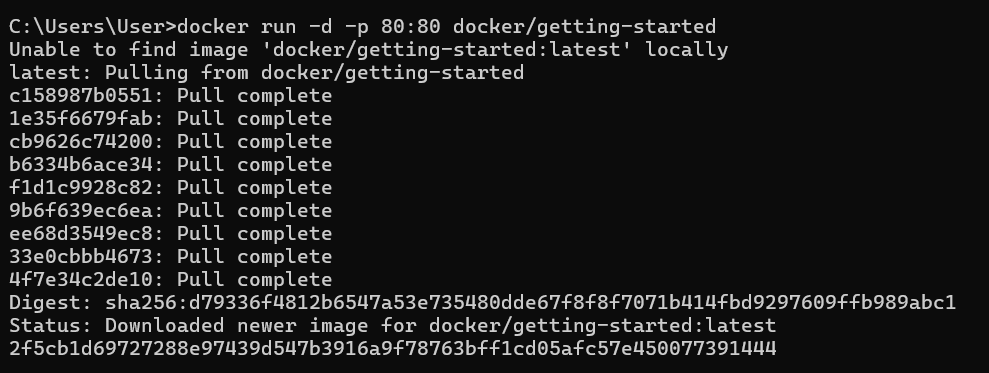 C:\Users\User>docker run -d -p 80:80 docker/getting-started
Unable to find image 'docker/getting-started:latest' locally
latest: Pulling from docker/getting-started
c158987b0551: Pull complete
1e35f6679fab: Pull complete
cb9626c74200: Pull complete
b6334b6ace34: Pull complete
f1d1c9928c82: Pull complete
9b6f639ec6ea: Pull complete
ee68d3549ec8: Pull complete
33e0cbbb4673: Pull complete
4f7e34c2de10: Pull complete
Digest: sha256:d79336f4812b6547a53e735480dde67f8f8f7071b414fbd9297609ffb989abc1
Status: Downloaded newer image for docker/getting-started:latest
2f5cb1d69727288e97439d547b3916a9f78763bff1cd05afc57e450077391444